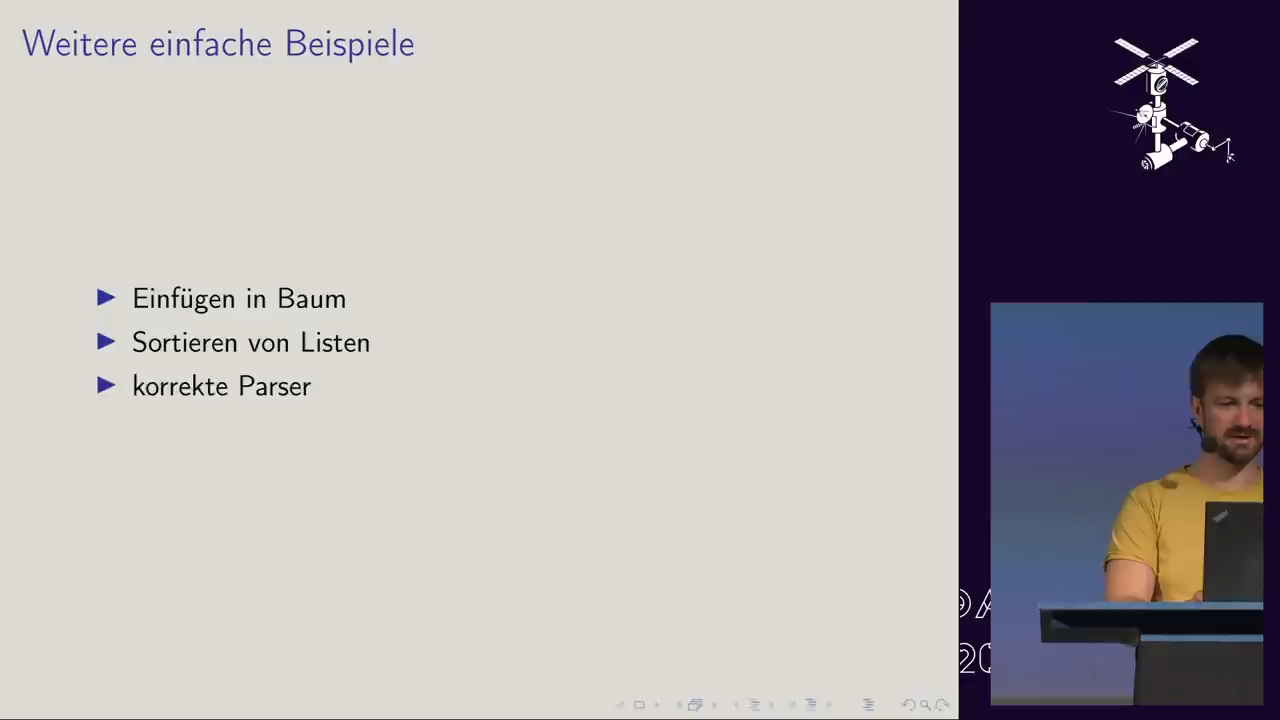 Weitere einfache Beispiele
Einfügen in Baum
Sortieren von Listen
korrekte Parser